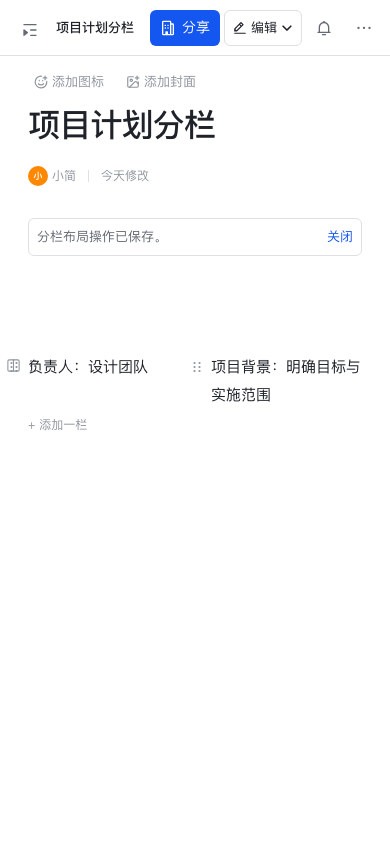 项目计划分栏
分享
编辑
添加图标
添加封面
项目计划分栏
小
小简
今天修改
分栏布局操作已保存。
关闭
负责人：设计团队
项目背景：明确目标与
实施范围
+ 添加一栏